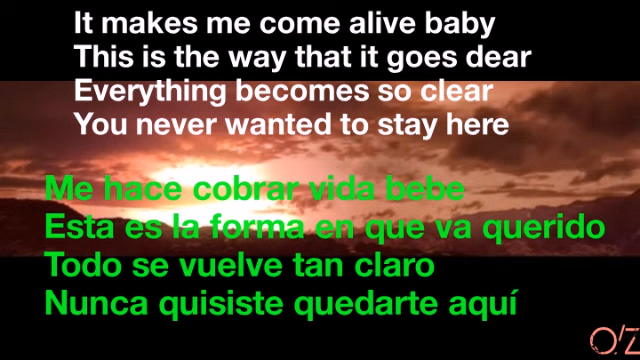 It makes me come alive baby
This is the way that it goes dear
Everything becomes so clear
You never wanted to stay here
Me hace cobrar vida bebe
Esta es la forma en que va querido
Todo se vuelve tan claro
Nunca quisiste quedarte aquí
O/Z